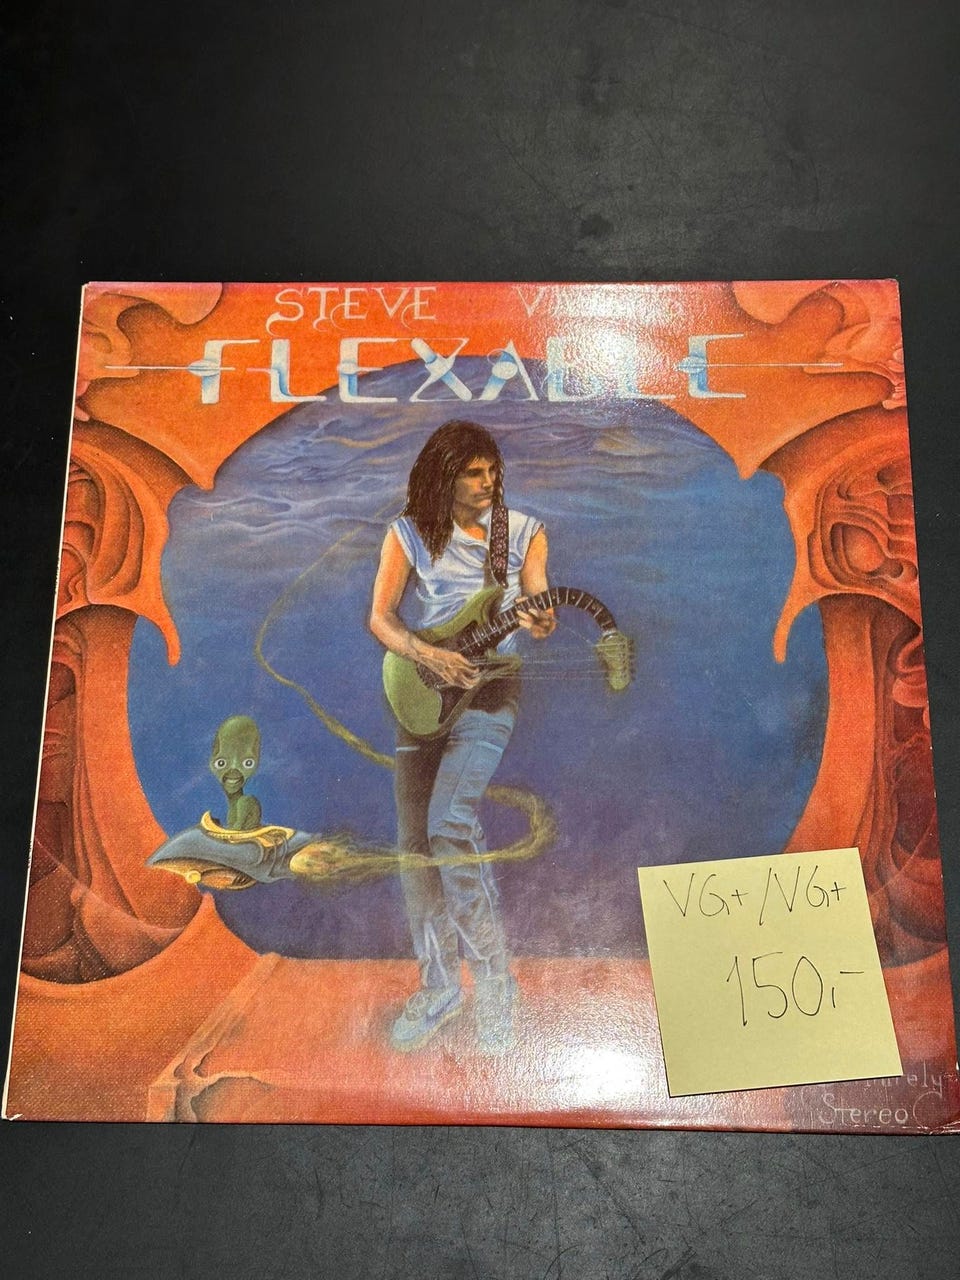 STEVE
FLEXABLE
VG+/VG+
150,-
Stereo